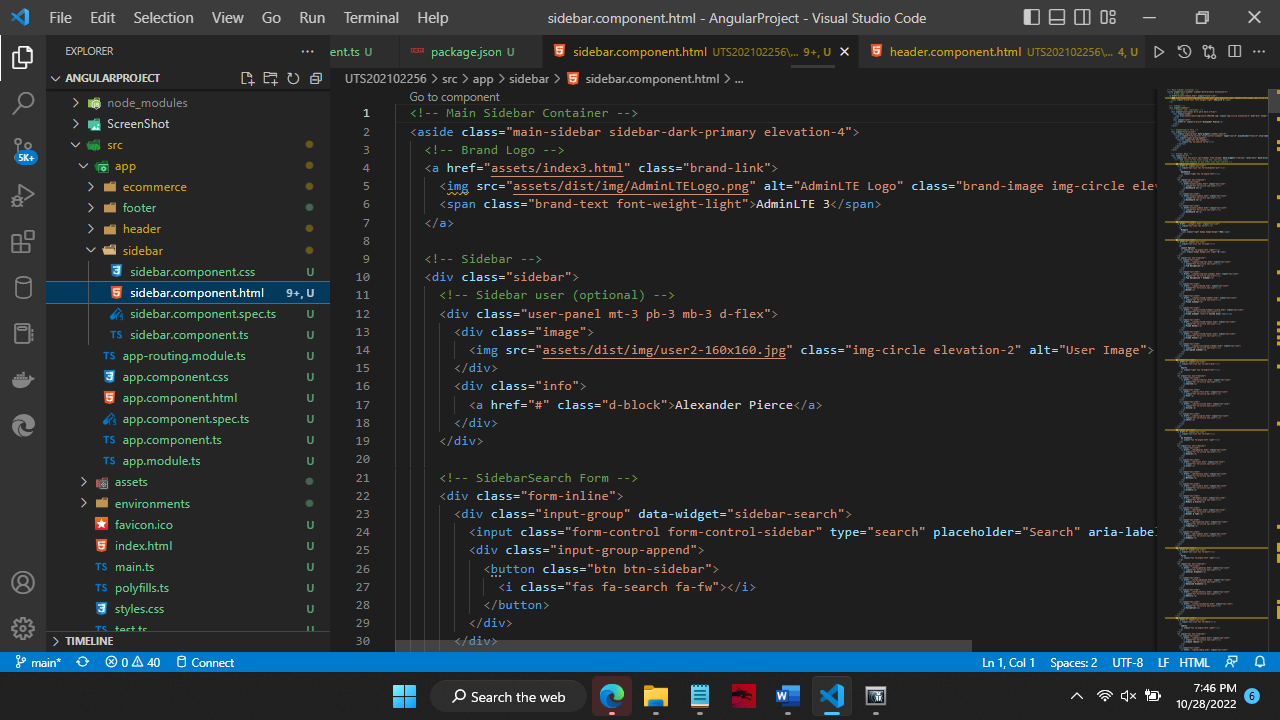 File Edit Selection View Go Run Terminal Help
sidebar.component.html - AngularProject - Visual Studio Code
EXPLORER
ANGULARPROJECT
node_modules
ScreenShot
src
app
ecommerce
footer
header
sidebar
sidebar.component.css U
sidebar.component.html 9+, U
sidebar.component.spec.ts U
TS sidebar.component.ts U
TS app-routing.module.ts U
app.component.css U
app.component.html U
app.component.spec.ts U
TS app.component.ts U
TS app.module.ts U
assets
environments
favicon.ico U
index.html U
TS main.ts U
TS polyfills.ts U
styles.css U
TS test.ts U
TIMELINE
5K+
ent.ts U
package.json U
sidebar.component.html UTS202102256\... 9+, U
header.component.html UTS202102256\... 4, U
UTS202102256 > src > app > sidebar > sidebar.component.html > ...
Go to component
1 <!-- Main Sidebar Container -->
2 <aside class="main-sidebar sidebar-dark-primary elevation-4">
3 <!-- Brand Logo -->
4 <a href="../../index3.html" class="brand-link">
5 <img src="assets/dist/img/AdminLTELogo.png" alt="AdminLTE Logo" class="brand-image img-circle elev
6 <span class="brand-text font-weight-light">AdminLTE 3</span>
7 </a>
8
9 <!-- Sidebar -->
10 <div class="sidebar">
11 <!-- Sidebar user (optional) -->
12 <div class="user-panel mt-3 pb-3 mb-3 d-flex">
13 <div class="image">
14 <img src="assets/dist/img/user2-160x160.jpg" class="img-circle elevation-2" alt="User Image">
15 </div>
16 <div class="info">
17 <a href="#" class="d-block">Alexander Pierce</a>
18 </div>
19 </div>
20
21 <!-- SidebarSearch Form -->
22 <div class="form-inline">
23 <div class="input-group" data-widget="sidebar-search">
24 <input class="form-control form-control-sidebar" type="search" placeholder="Search" aria-label
25 <div class="input-group-append">
26 <button class="btn btn-sidebar">
27 <i class="fas fa-search fa-fw"></i>
28 </button>
29 </div>
30 </div>
main* 0 40 Connect
Ln 1, Col 1 Spaces: 2 UTF-8 LF HTML
Search the web
7:46 PM
10/28/2022
6